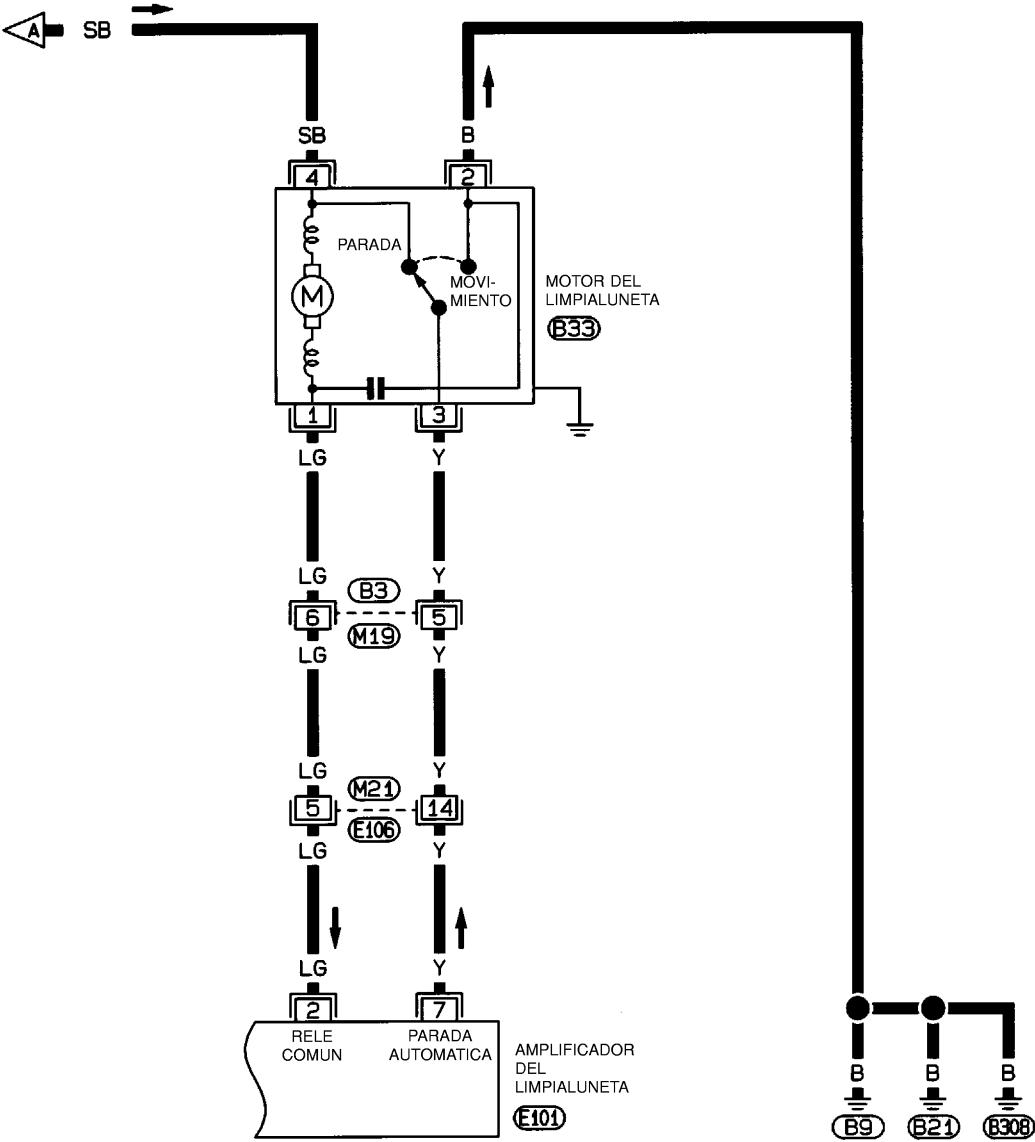 A SB
SB B
4 2
PARADA
MOVI-
MIENTO
M
MOTOR DEL
LIMPIALUNETA
B33
1 3
LG Y
LG Y
B3
6 5
M19
LG Y
LG Y
M21
5 14
E106
LG Y
LG Y
2 7
RELE
COMUN
PARADA
AUTOMATICA
AMPLIFICADOR
DEL
LIMPIALUNETA
E101
B B B
B9 B21 B308